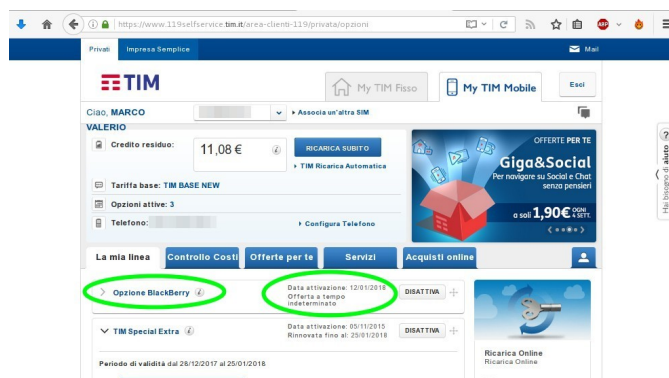 https://www.119selfservice.tim.it/area-clienti-119/privata/opzioni
ABP
Privati Impresa Semplice Mail
TIM
My TIM Fisso
My TIM Mobile
Esci
Ciao, MARCO
VALERIO
Associa un'altra SIM
Credito residuo:
11,08 €
RICARICA SUBITO
TIM Ricarica Automatica
Tariffa base: TIM BASE NEW
Opzioni attive: 3
Telefono:
Configura Telefono
OFFERTE PER TE
Giga&Social
Per navigare su Social e Chat
senza pensieri
a soli 1,90€ OGNI
4 SETT.
Hai bisogno di aiuto ?
La mia linea Controllo Costi Offerte per te Servizi Acquisti online
Opzione BlackBerry
Data attivazione: 12/01/2016
Offerta a tempo
indeterminato
DISATTIVA
TIM Special Extra
Data attivazione: 05/11/2015
Rinnovata fino al: 25/01/2018
DISATTIVA
Periodo di validità dal 28/12/2017 al 25/01/2018
Ricarica Online
Ricarica Online